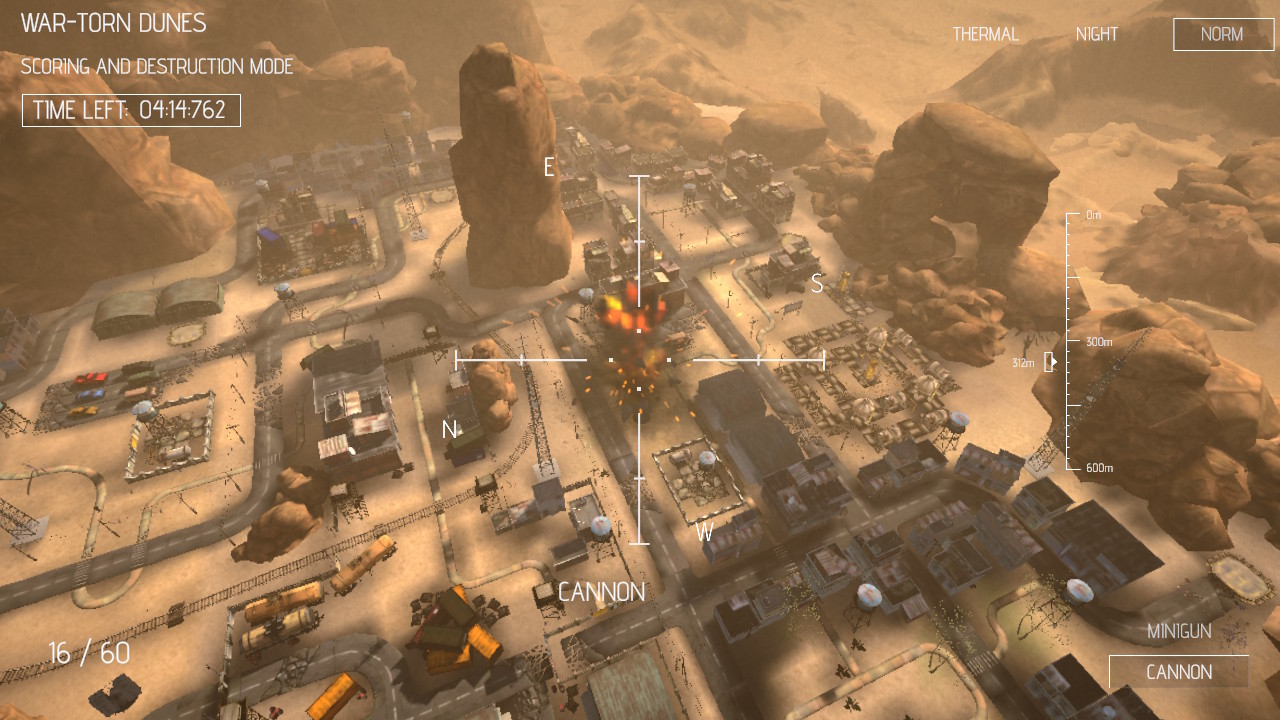 WAR-TORN DUNES
SCORING AND DESTRUCTION MODE
TIME LEFT: 04:14:762
THERMAL
NIGHT
NORM
E
S
N
W
0m
300m
312m
600m
CANNON
16 / 60
MINIGUN
CANNON